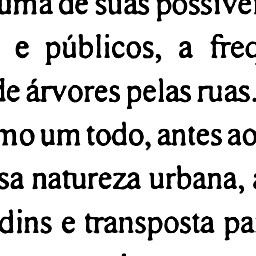 uma de suas possíve
e públicos, a freq
de árvores pelas ruas.
mo um todo, antes ao
sa natureza urbana,
dins e transposta pa